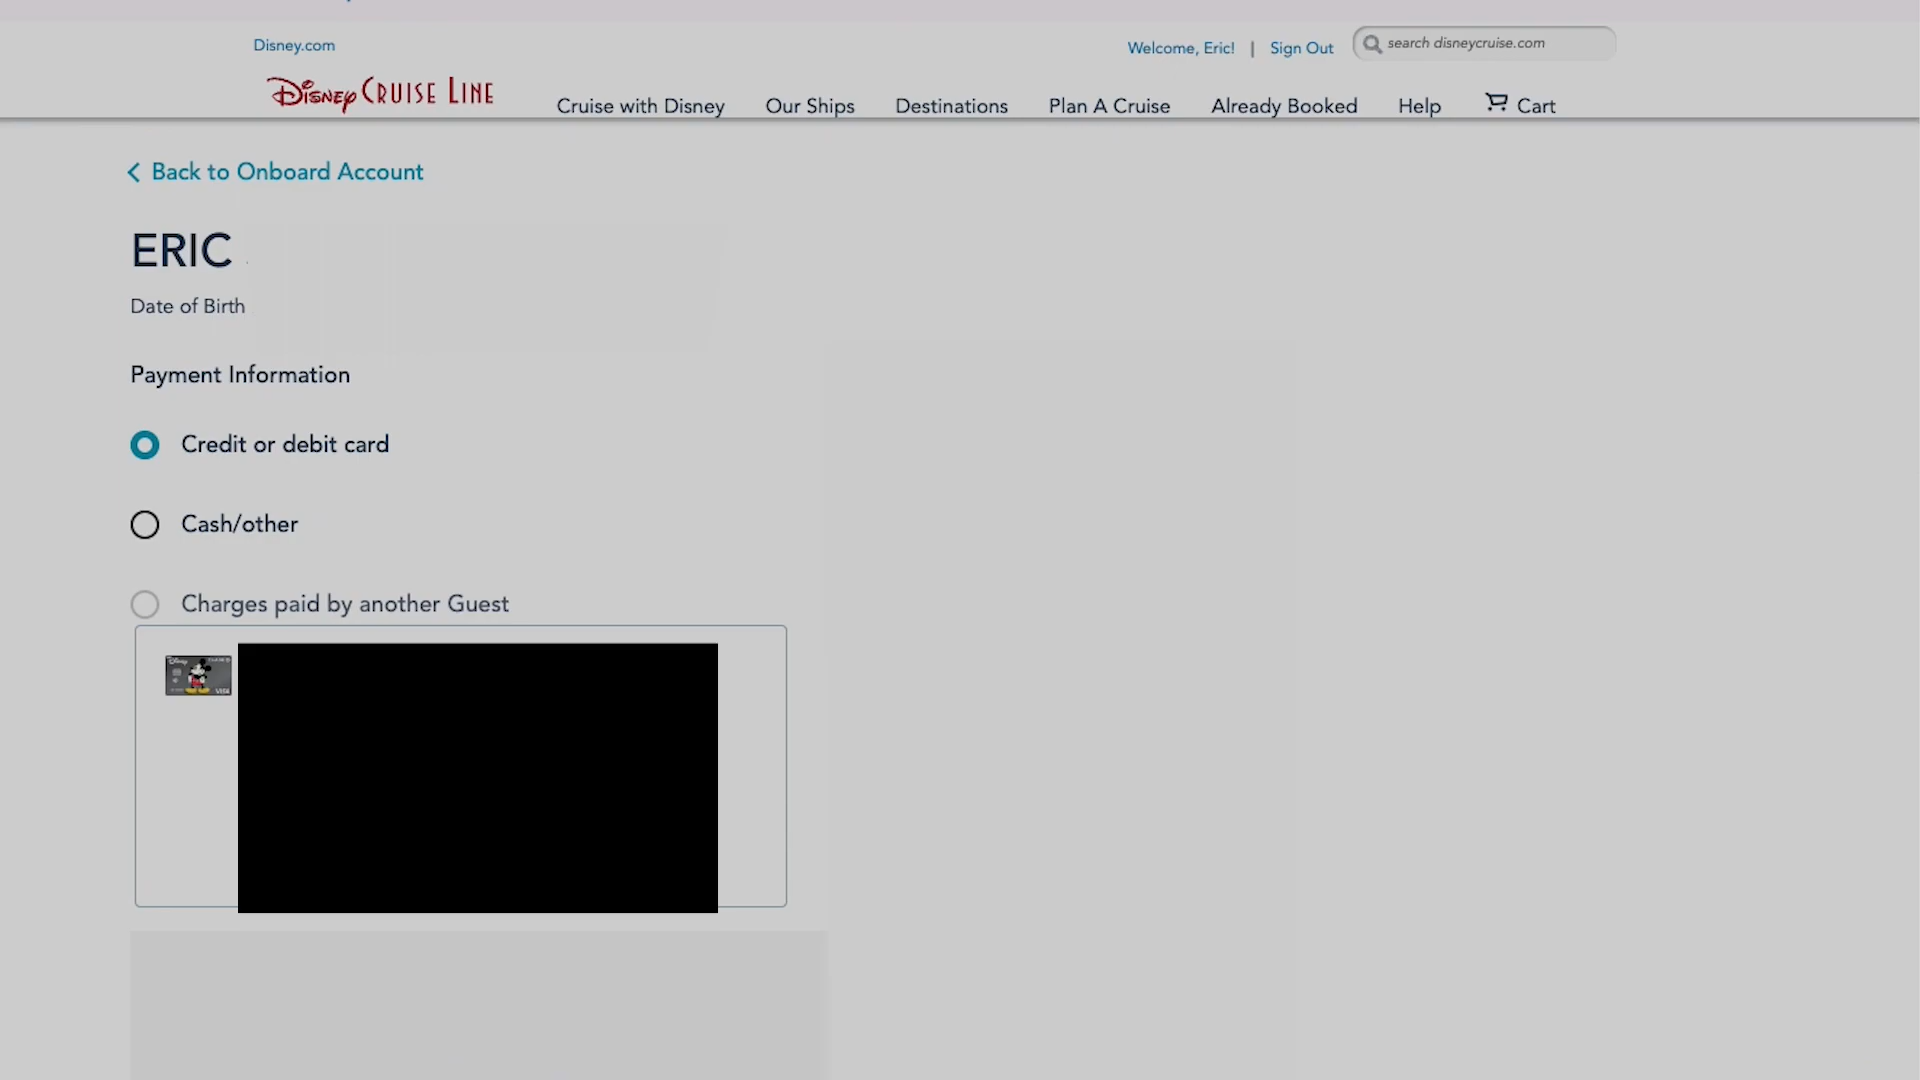 Disney.com
Welcome, Eric! | Sign Out
search disneycruise.com
Disney Cruise Line
Cruise with Disney
Our Ships
Destinations
Plan A Cruise
Already Booked
Help
Cart
Back to Onboard Account
ERIC
Date of Birth
Payment Information
Credit or debit card
Cash/other
Charges paid by another Guest
Disney
VISA